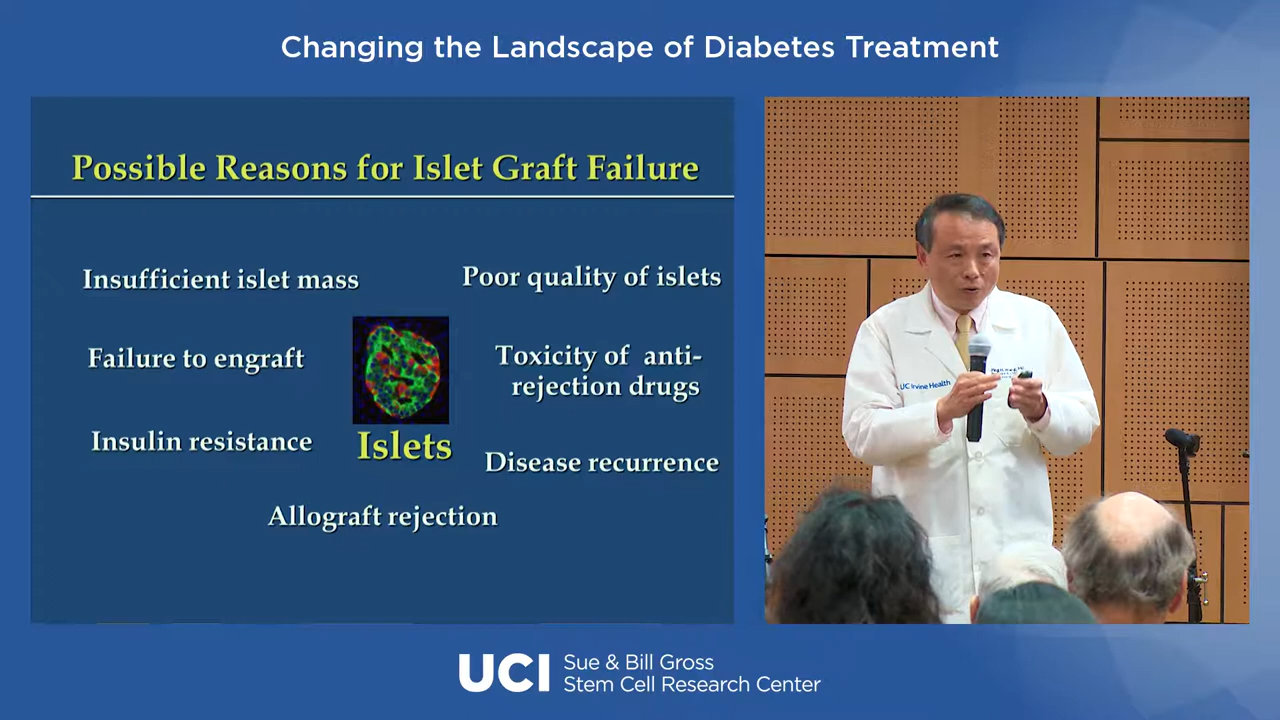 Changing the Landscape of Diabetes Treatment
Possible Reasons for Islet Graft Failure
Insufficient islet mass
Poor quality of islets
Failure to engraft
Toxicity of anti-
rejection drugs
Insulin resistance
Islets
Disease recurrence
Allograft rejection
UC Irvine Health
UCI
Sue & Bill Gross
Stem Cell Research Center